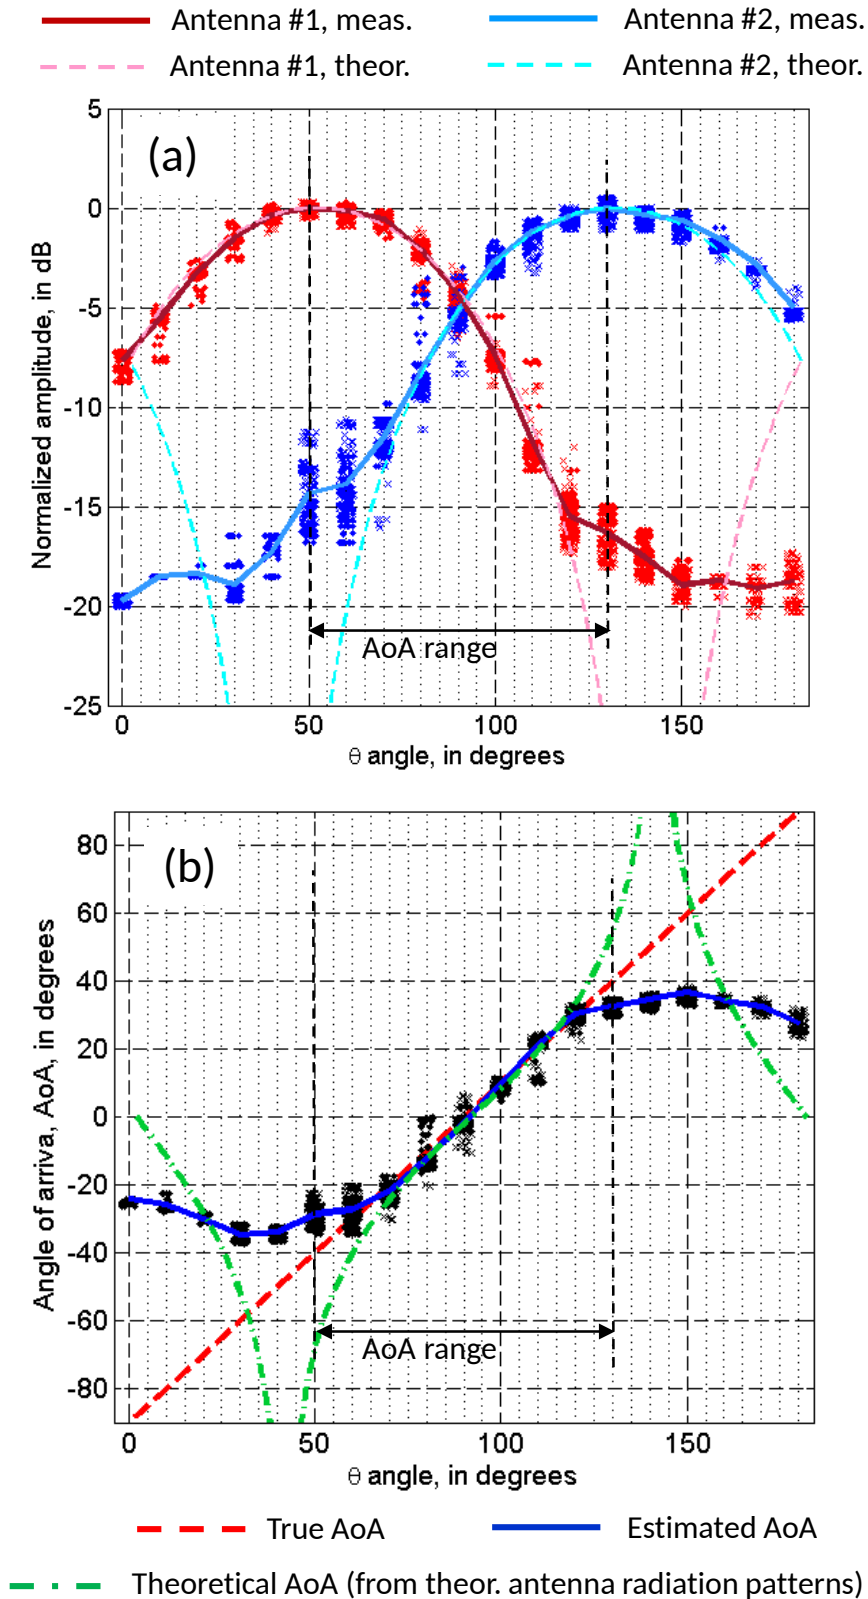 Antenna #1, meas. Antenna #2, meas.
Antenna #1, theor. Antenna #2, theor.
(a)
5
0
-5
-10
-15
-20
-25
Normalized amplitude, in dB
AoA range
0 50 100 150
θ angle, in degrees
(b)
80
60
40
20
0
-20
-40
-60
-80
Angle of arriva, AoA, in degrees
AoA range
0 50 100 150
θ angle, in degrees
True AoA Estimated AoA
Theoretical AoA (from theor. antenna radiation patterns)